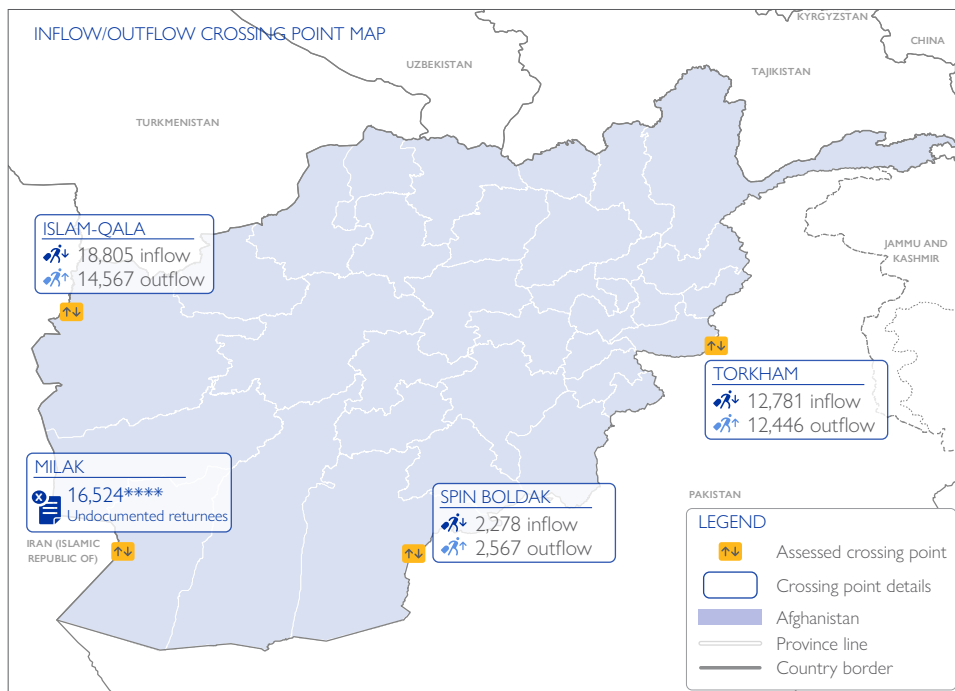 INFLOW/OUTFLOW CROSSING POINT MAP
KYRGYZSTAN
CHINA
UZBEKISTAN
TAJIKISTAN
TURKMENISTAN
ISLAM-QALA
18,805 inflow
14,567 outflow
JAMMU AND
KASHMIR
TORKHAM
12,781 inflow
12,446 outflow
MILAK
16,524****
Undocumented returnees
IRAN (ISLAMIC
REPUBLIC OF)
SPIN BOLDAK
2,278 inflow
2,567 outflow
PAKISTAN
LEGEND
Assessed crossing point
Crossing point details
Afghanistan
Province line
Country border